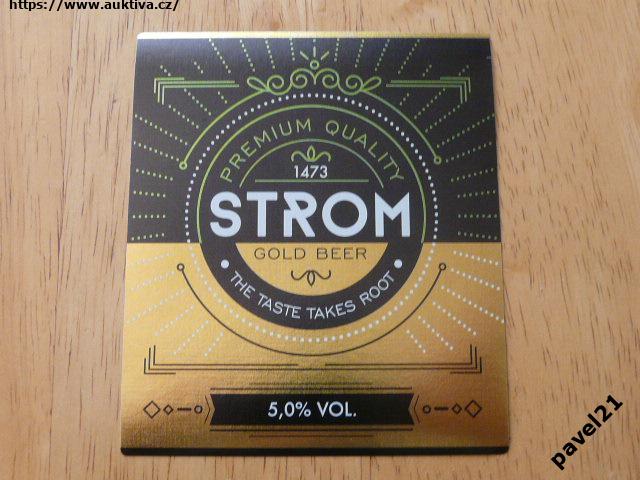 https://www.auktiva.cz/
PREMIUM QUALITY
1473
STROM
GOLD BEER
• THE TASTE TAKES ROOT •
5,0% VOL.
pavel21